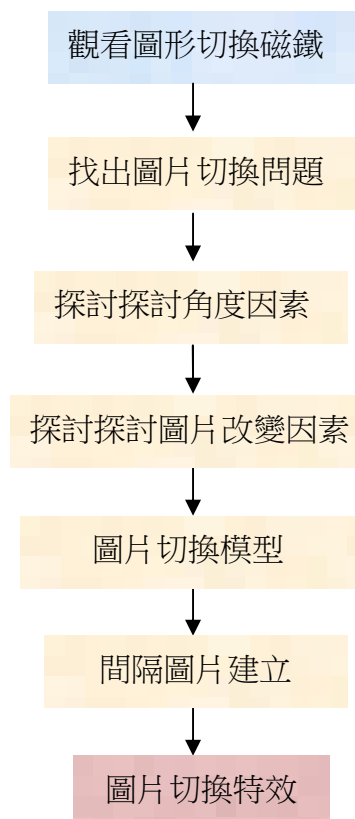 觀看圖形切換磁鐵
找出圖片切換問題
探討探討角度因素
探討探討圖片改變因素
圖片切換模型
間隔圖片建立
圖片切換特效